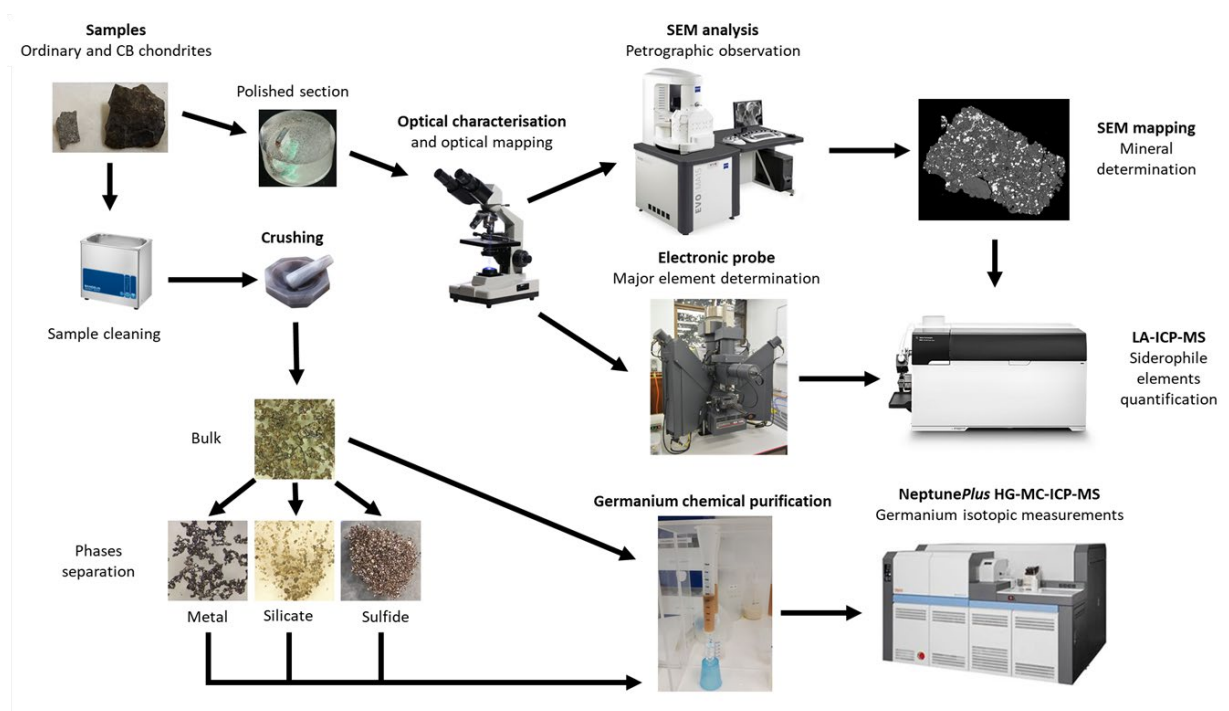 Samples
Ordinary and CB chondrites
Polished section
Optical characterisation
and optical mapping
SEM analysis
Petrographic observation
EVO MA15
SEM mapping
Mineral
determination
Sample cleaning
Crushing
Electronic probe
Major element determination
LA-ICP-MS
Siderophile
elements
quantification
Bulk
Phases
separation
Metal
Silicate
Sulfide
Germanium chemical purification
NeptunePlus HG-MC-ICP-MS
Germanium isotopic measurements